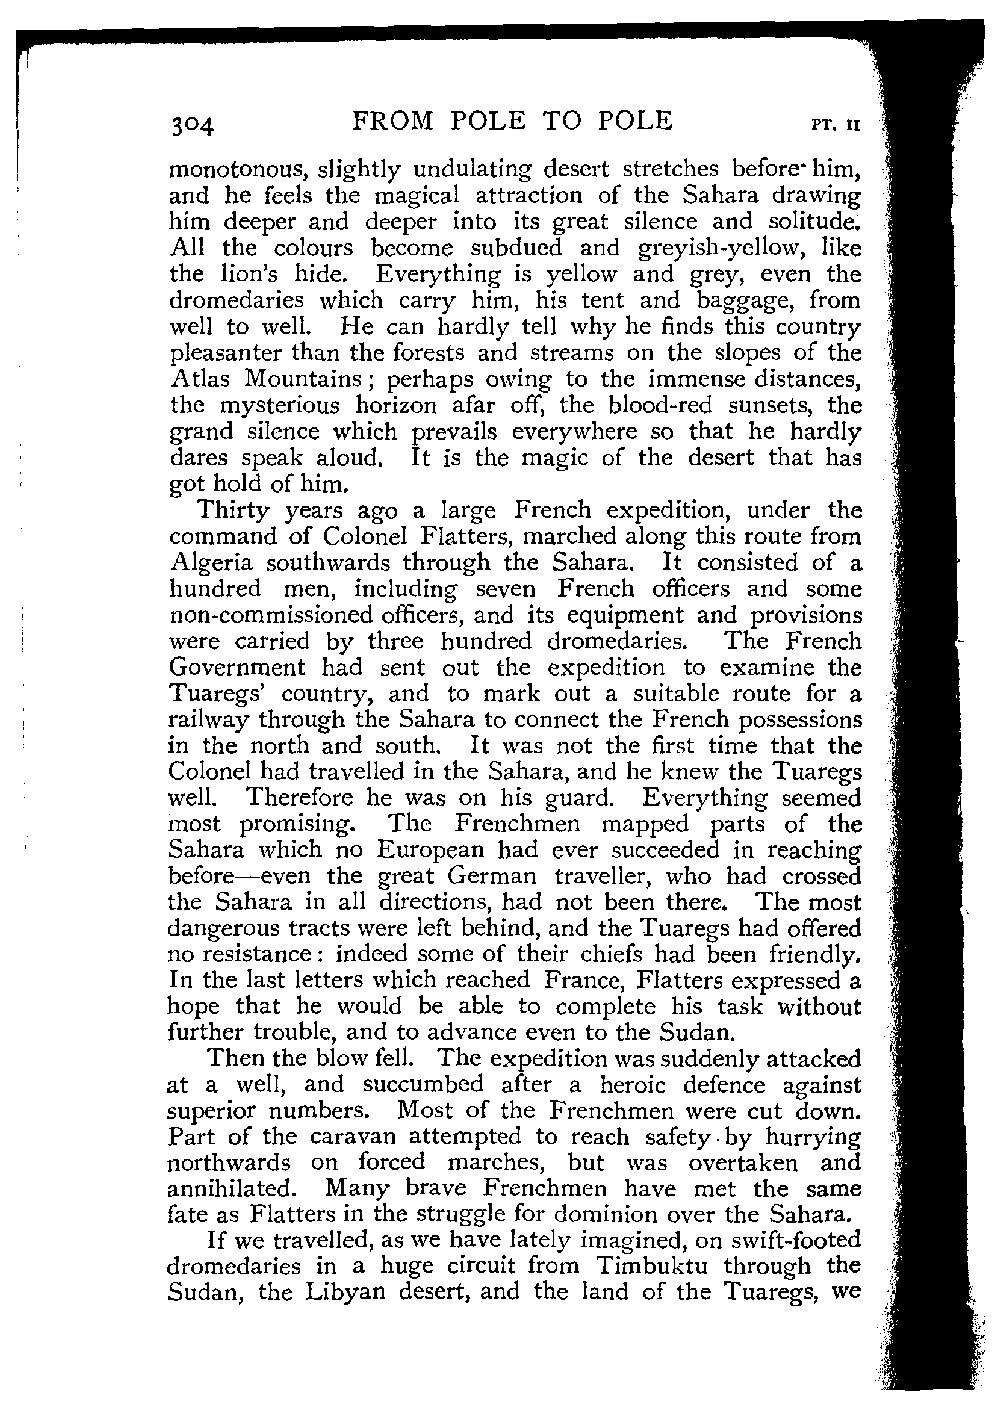 304 FROM POLE TO POLE PT. II
monotonous, slightly undulating desert stretches before him,
and he feels the magical attraction of the Sahara drawing
him deeper and deeper into its great silence and solitude.
All the colours become subdued and greyish-yellow, like
the lion's hide. Everything is yellow and grey, even the
dromedaries which carry him, his tent and baggage, from
well to well. He can hardly tell why he finds this country
pleasanter than the forests and streams on the slopes of the
Atlas Mountains; perhaps owing to the immense distances,
the mysterious horizon afar off, the blood-red sunsets, the
grand silence which prevails everywhere so that he hardly
dares speak aloud. It is the magic of the desert that has
got hold of him.
Thirty years ago a large French expedition, under the
command of Colonel Flatters, marched along this route from
Algeria southwards through the Sahara. It consisted of a
hundred men, including seven French officers and some
non-commissioned officers, and its equipment and provisions
were carried by three hundred dromedaries. The French
Government had sent out the expedition to examine the
Tuaregs' country, and to mark out a suitable route for a
railway through the Sahara to connect the French possessions
in the north and south. It was not the first time that the
Colonel had travelled in the Sahara, and he knew the Tuaregs
well. Therefore he was on his guard. Everything seemed
most promising. The Frenchmen mapped parts of the
Sahara which no European had ever succeeded in reaching
before—even the great German traveller, who had crossed
the Sahara in all directions, had not been there. The most
dangerous tracts were left behind, and the Tuaregs had offered
no resistance: indeed some of their chiefs had been friendly.
In the last letters which reached France, Flatters expressed a
hope that he would be able to complete his task without
further trouble, and to advance even to the Sudan.
Then the blow fell. The expedition was suddenly attacked
at a well, and succumbed after a heroic defence against
superior numbers. Most of the Frenchmen were cut down.
Part of the caravan attempted to reach safety by hurrying
northwards on forced marches, but was overtaken and
annihilated. Many brave Frenchmen have met the same
fate as Flatters in the struggle for dominion over the Sahara.
If we travelled, as we have lately imagined, on swift-footed
dromedaries in a huge circuit from Timbuktu through the
Sudan, the Libyan desert, and the land of the Tuaregs, we